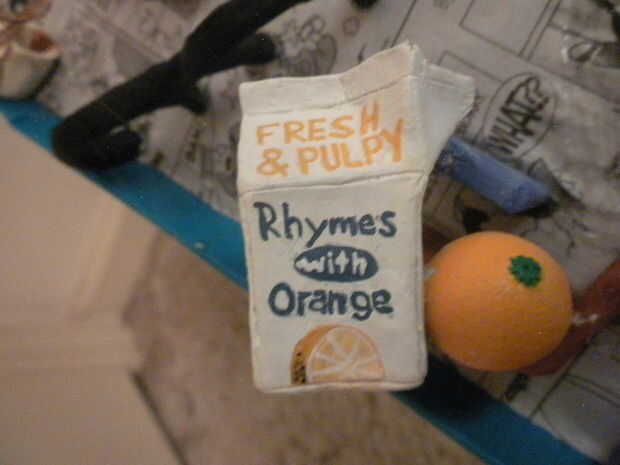 FRESH
& PULPY
Rhymes
with
Orange
WHAT?